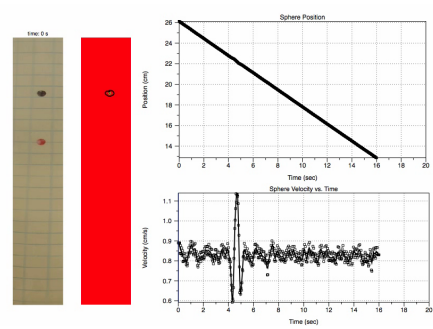 time: 0 s
Sphere Position
Position (cm)
26
24
22
20
18
16
14
0 2 4 6 8 10 12 14 16 18 20
Time (sec)
Sphere Velocity vs. Time
Velocity (cm/s)
1.1
1.0
0.9
0.8
0.7
0.6
0 2 4 6 8 10 12 14 16 18 20
Time (sec)